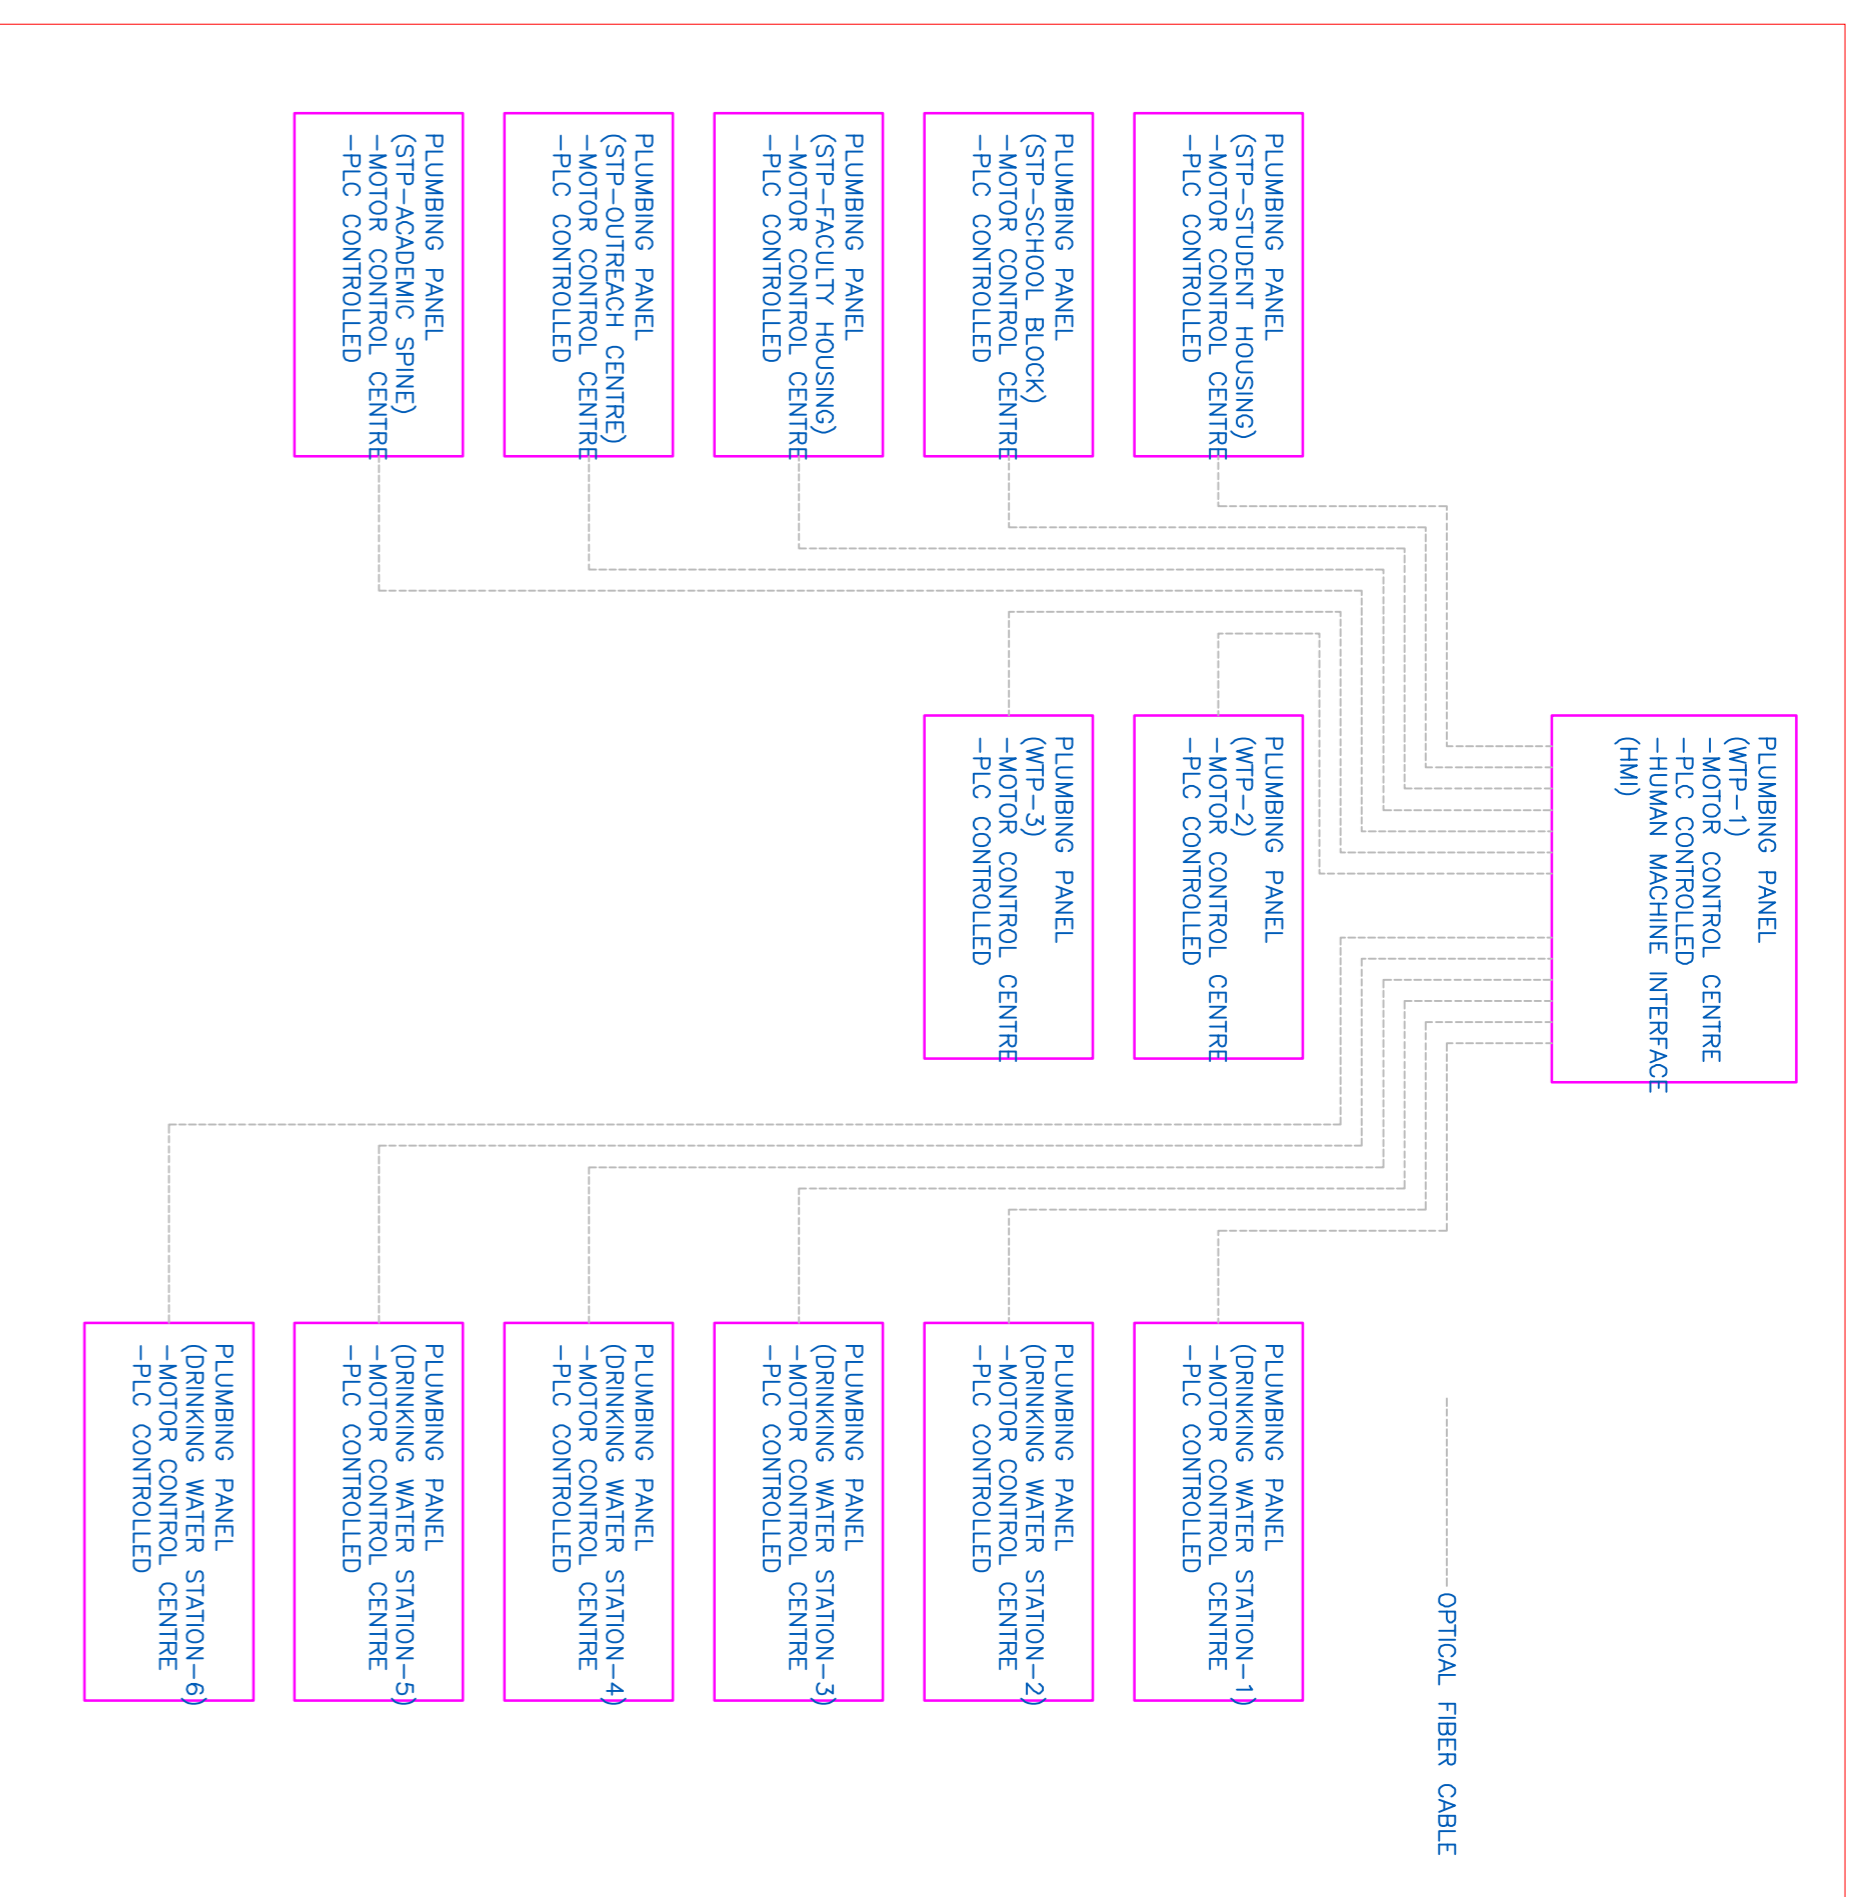 PLUMBING PANEL
(WTP-1)
-MOTOR CONTROL CENTRE
-PLC CONTROLLED
-HUMAN MACHINE INTERFACE
(HMI)
PLUMBING PANEL
(STP-STUDENT HOUSING)
-MOTOR CONTROL CENTRE
-PLC CONTROLLED
PLUMBING PANEL
(WTP-2)
-MOTOR CONTROL CENTRE
-PLC CONTROLLED
PLUMBING PANEL
(DRINKING WATER STATION-1)
-MOTOR CONTROL CENTRE
-PLC CONTROLLED
PLUMBING PANEL
(STP-SCHOOL BLOCK)
-MOTOR CONTROL CENTRE
-PLC CONTROLLED
PLUMBING PANEL
(WTP-3)
-MOTOR CONTROL CENTRE
-PLC CONTROLLED
PLUMBING PANEL
(DRINKING WATER STATION-2)
-MOTOR CONTROL CENTRE
-PLC CONTROLLED
PLUMBING PANEL
(STP-FACULTY HOUSING)
-MOTOR CONTROL CENTRE
-PLC CONTROLLED
PLUMBING PANEL
(DRINKING WATER STATION-3)
-MOTOR CONTROL CENTRE
-PLC CONTROLLED
PLUMBING PANEL
(STP-OUTREACH CENTRE)
-MOTOR CONTROL CENTRE
-PLC CONTROLLED
PLUMBING PANEL
(DRINKING WATER STATION-4)
-MOTOR CONTROL CENTRE
-PLC CONTROLLED
PLUMBING PANEL
(STP-ACADEMIC SPINE)
-MOTOR CONTROL CENTRE
-PLC CONTROLLED
PLUMBING PANEL
(DRINKING WATER STATION-5)
-MOTOR CONTROL CENTRE
-PLC CONTROLLED
PLUMBING PANEL
(DRINKING WATER STATION-6)
-MOTOR CONTROL CENTRE
-PLC CONTROLLED
OPTICAL FIBER CABLE